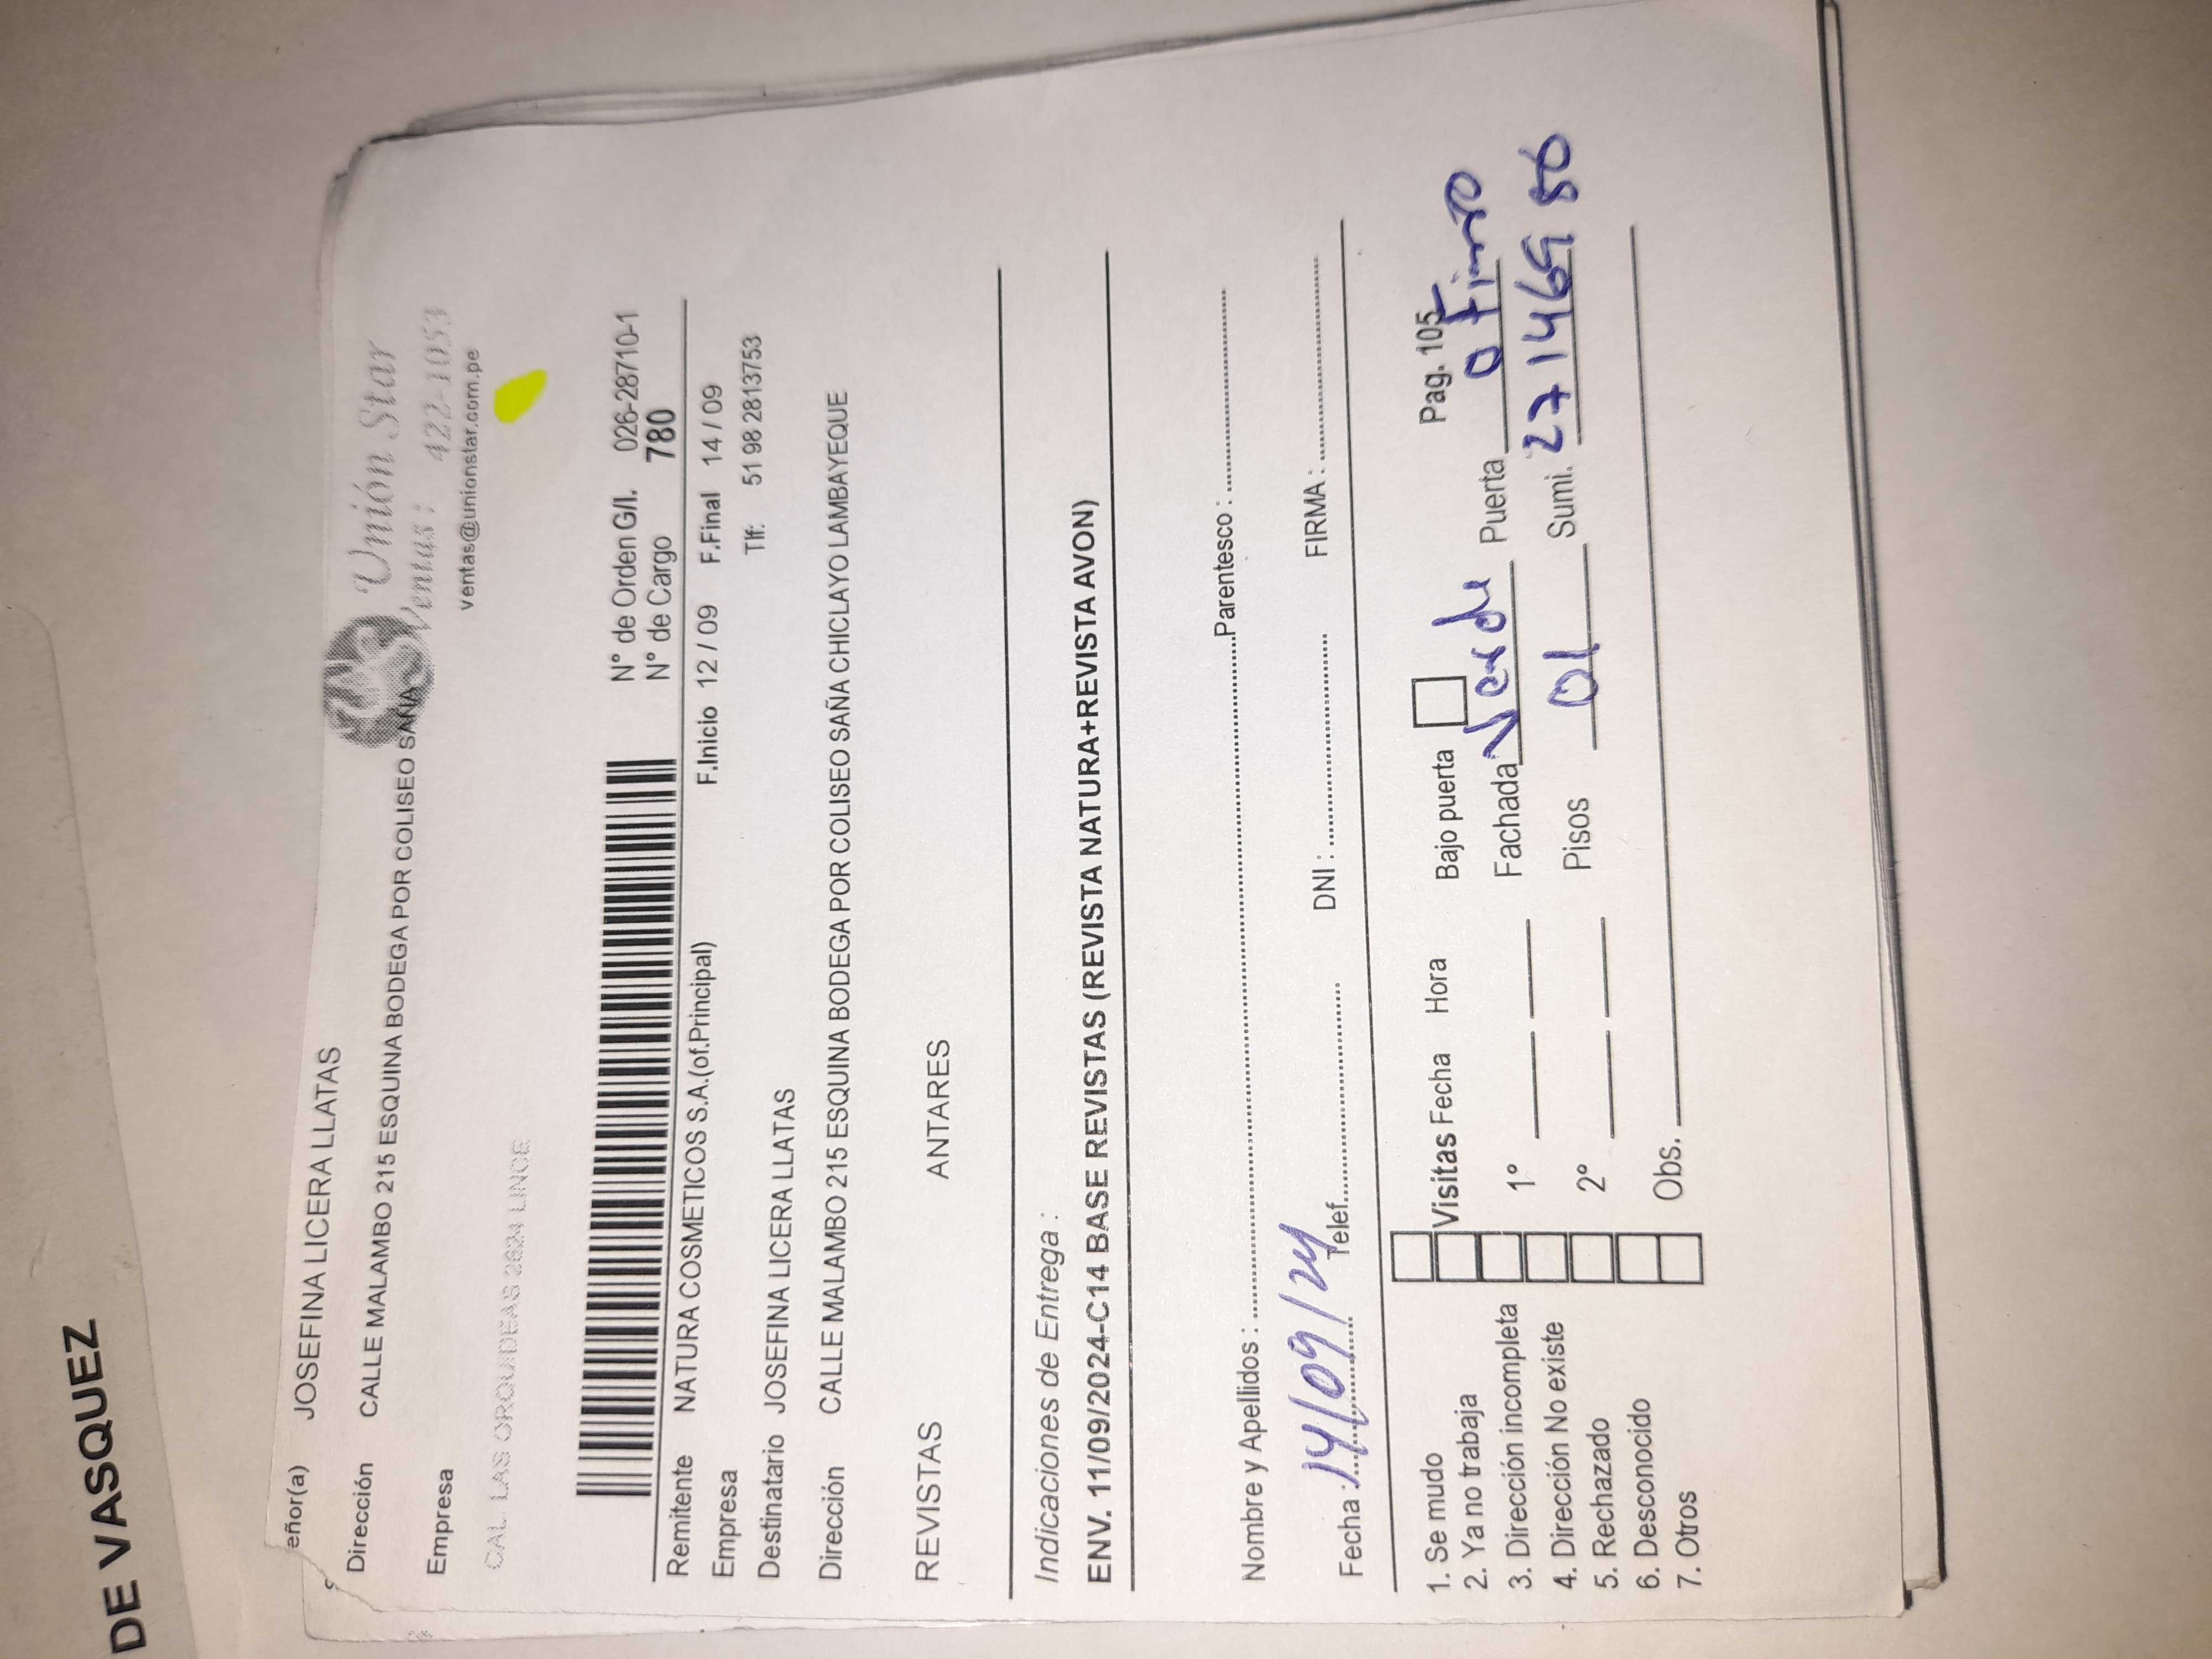 DE VASQUEZ
eñor(a) JOSEFINA LICERA LLATAS
Dirección CALLE MALAMBO 215 ESQUINA BODEGA POR COLISEO SAÑA
Empresa
Unión Star
Ventas: 422-1053
ventas@unionstar.com.pe
CAL. LAS ORQUIDEAS 2624 LINCE
N° de Orden G/I. 026-28710-1
N° de Cargo 780
Remitente NATURA COSMETICOS S.A.(of.Principal) F.Inicio 12 / 09 F.Final 14 / 09
Empresa Tlf: 51 98 2813753
Destinatario JOSEFINA LICERA LLATAS
Dirección CALLE MALAMBO 215 ESQUINA BODEGA POR COLISEO SAÑA CHICLAYO LAMBAYEQUE
REVISTAS ANTARES
Indicaciones de Entrega :
ENV. 11/09/2024-C14 BASE REVISTAS (REVISTA NATURA+REVISTA AVON)
Nombre y Apellidos : Parentesco :
Fecha : 14/09/24 Telef. DNI : FIRMA :
1. Se mudo
2. Ya no trabaja
3. Dirección incompleta
4. Dirección No existe
5. Rechazado
6. Desconocido
7. Otros
Visitas Fecha Hora Bajo puerta Pag. 105
1° Fachada Verde Puerta
2° Pisos 01 Sumi. 27146986
Obs.